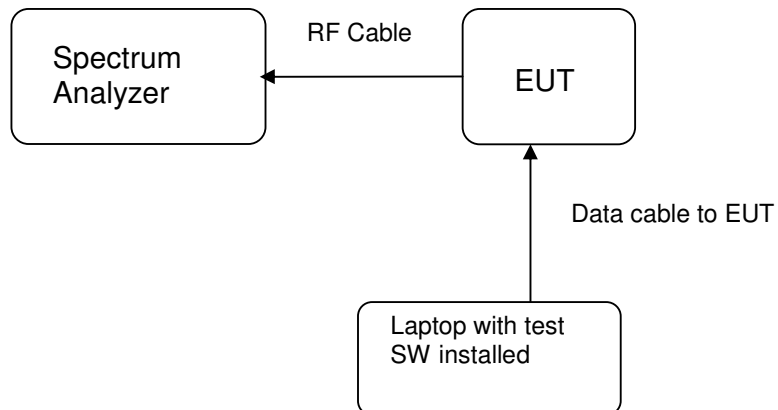 RF Cable
Spectrum
Analyzer
EUT
Data cable to EUT
Laptop with test
SW installed